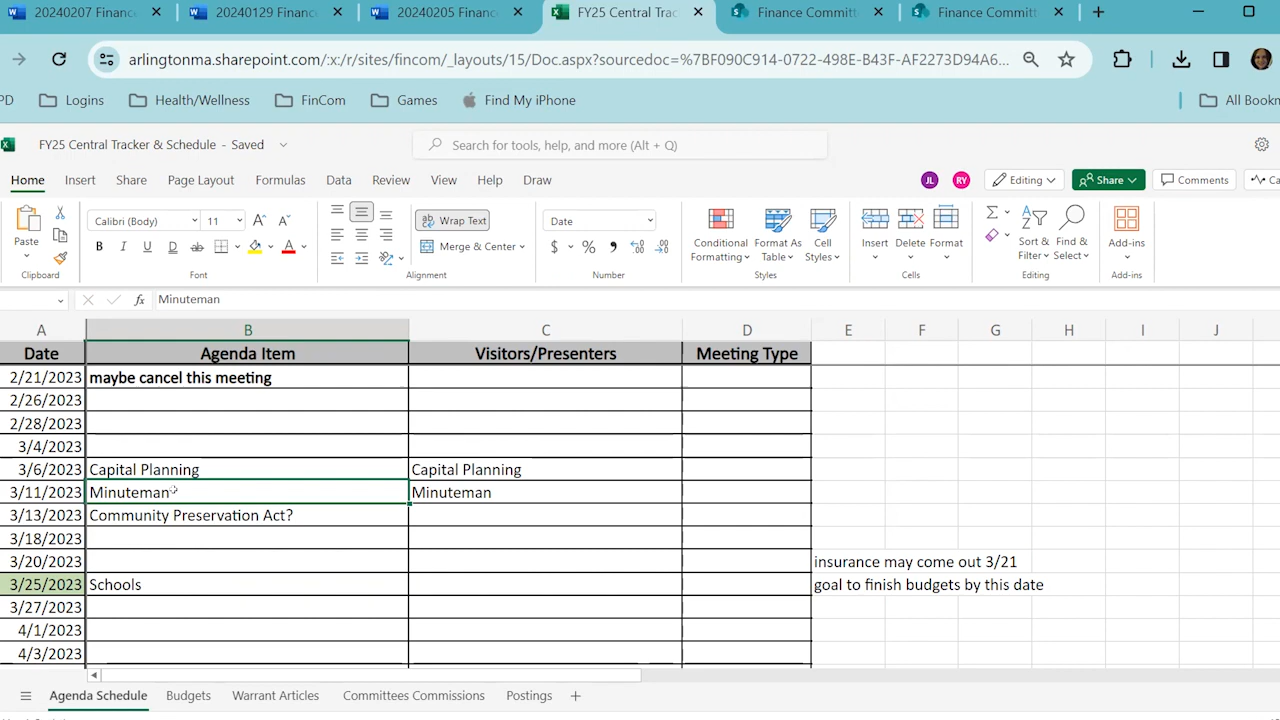 20240207 Financ
20240129 Financ
20240205 Financ
FY25 Central Trac
Finance Committ
Finance Committ
arlingtonma.sharepoint.com/:x:/r/sites/fincom/_layouts/15/Doc.aspx?sourcedoc=%7BF090C914-0722-498E-B43F-AF2273D94A6...
PD
Logins
Health/Wellness
FinCom
Games
Find My iPhone
All Bookm
FY25 Central Tracker & Schedule - Saved
Search for tools, help, and more (Alt + Q)
Home
Insert
Share
Page Layout
Formulas
Data
Review
View
Help
Draw
JL
RY
Editing
Share
Comments
Ca
Paste
Calibri (Body)
11
Wrap Text
Merge & Center
Date
Conditional Formatting
Format As Table
Cell Styles
Insert
Delete
Format
Sort & Filter
Find & Select
Add-ins
Clipboard
Font
Alignment
Number
Styles
Cells
Editing
Add-ins
fx Minuteman
A B C D E F G H I J
Date Agenda Item Visitors/Presenters Meeting Type
2/21/2023 maybe cancel this meeting
2/26/2023
2/28/2023
3/4/2023
3/6/2023 Capital Planning Capital Planning
3/11/2023 Minuteman Minuteman
3/13/2023 Community Preservation Act?
3/18/2023
3/20/2023 insurance may come out 3/21
3/25/2023 Schools goal to finish budgets by this date
3/27/2023
4/1/2023
4/3/2023
Agenda Schedule
Budgets
Warrant Articles
Committees Commissions
Postings